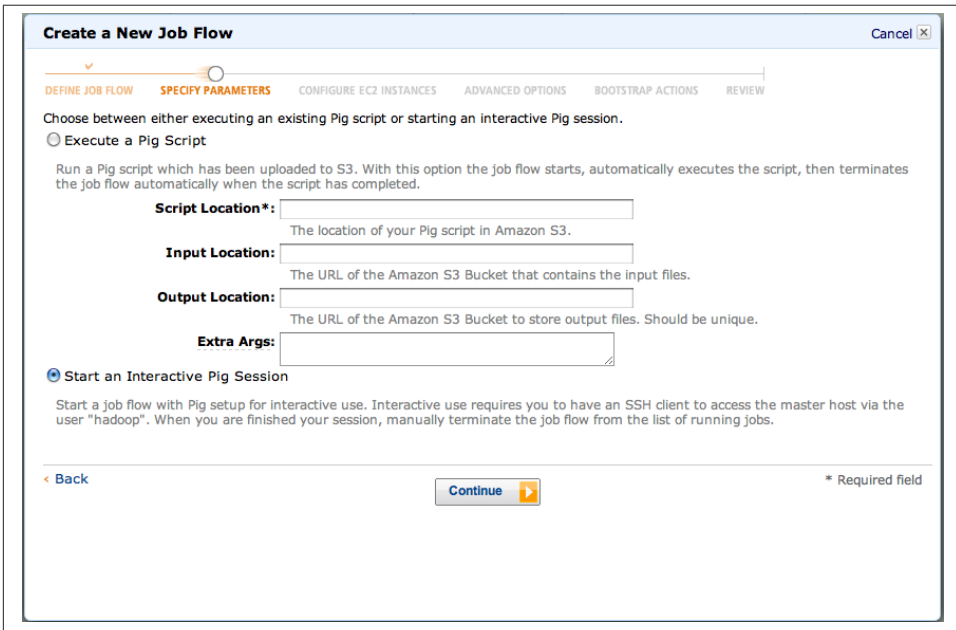 Create a New Job Flow
Cancel
DEFINE JOB FLOW
SPECIFY PARAMETERS
CONFIGURE EC2 INSTANCES
ADVANCED OPTIONS
BOOTSTRAP ACTIONS
REVIEW
Choose between either executing an existing Pig script or starting an interactive Pig session.
Execute a Pig Script
Run a Pig script which has been uploaded to S3. With this option the job flow starts, automatically executes the script, then terminates
the job flow automatically when the script has completed.
Script Location*:
The location of your Pig script in Amazon S3.
Input Location:
The URL of the Amazon S3 Bucket that contains the input files.
Output Location:
The URL of the Amazon S3 Bucket to store output files. Should be unique.
Extra Args:
Start an Interactive Pig Session
Start a job flow with Pig setup for interactive use. Interactive use requires you to have an SSH client to access the master host via the
user "hadoop". When you are finished your session, manually terminate the job flow from the list of running jobs.
‹ Back
Continue
* Required field